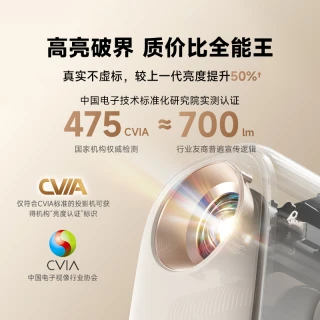 高亮破界 质价比全能王
真实不虚标，较上一代亮度提升50%†
中国电子技术标准化研究院实测认证
475 CVIA ≈ 700 lm
国家机构权威检测 行业友商普遍宣传逻辑
CVIA
仅符合CVIA标准的投影机可获
得机构“亮度认证”标识
CVIA
中国电子视像行业协会